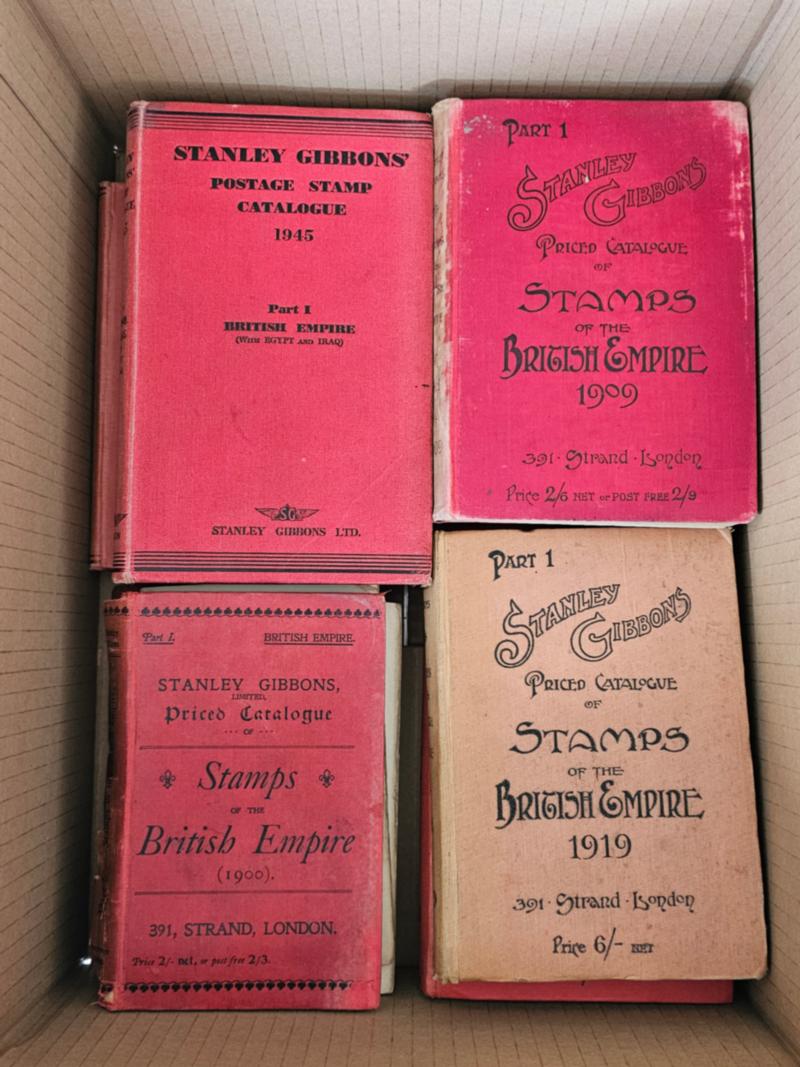 STANLEY GIBBONS'
POSTAGE STAMP
CATALOGUE
1945
Part I
BRITISH EMPIRE
(WITH EGYPT AND IRAQ)
SG
STANLEY GIBBONS LTD.
PART 1
STANLEY
GIBBONS
PRICED CATALOGUE
OF
STAMPS
OF THE
BRITISH EMPIRE
1909
391 · Strand · London
Price 2/6 NET or POST FREE 2/9
Part I.
BRITISH EMPIRE.
STANLEY GIBBONS,
LIMITED,
Priced Catalogue
--- OF ---
Stamps
OF THE
British Empire
(1900).
391, STRAND, LONDON.
Price 2/- net, or post free 2/3.
PART 1
STANLEY
GIBBONS
PRICED CATALOGUE
OF
STAMPS
OF THE
BRITISH EMPIRE
1919
391 · Strand · London
Price 6/- NET